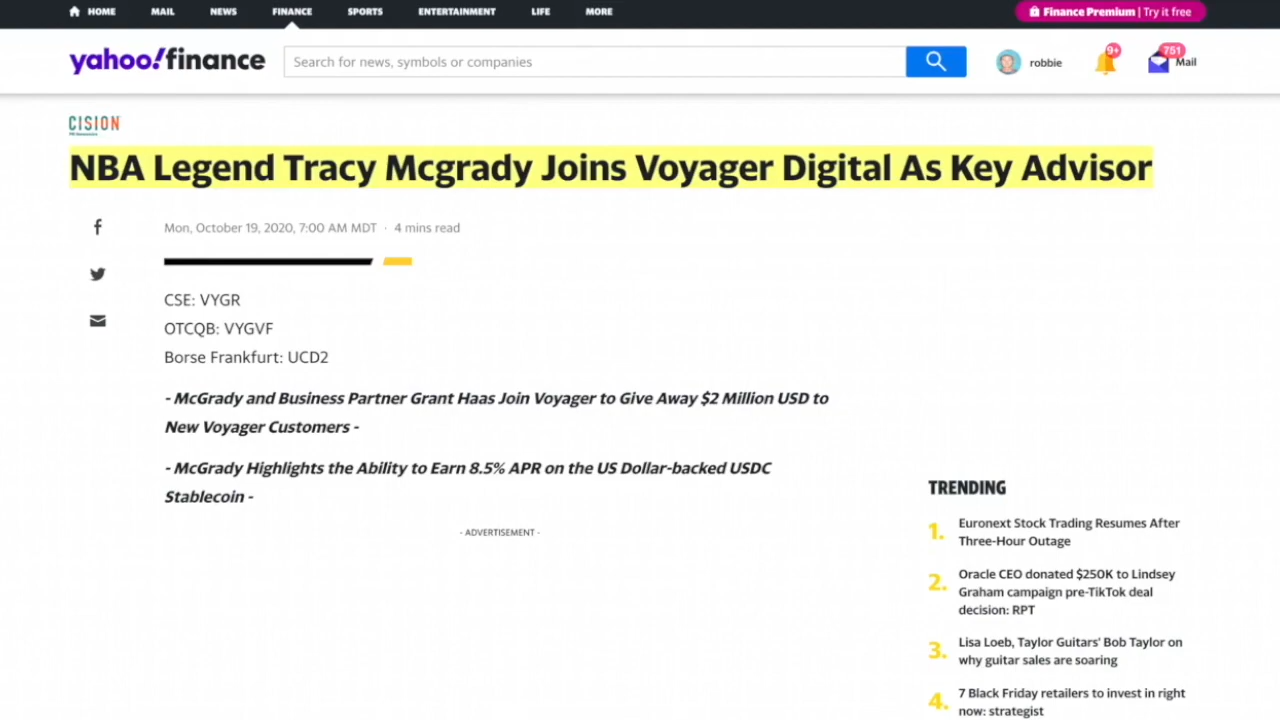 HOME MAIL NEWS FINANCE SPORTS ENTERTAINMENT LIFE MORE Finance Premium | Try it free
yahoo!finance Search for news, symbols or companies robbie 9+ 751 Mail
CISION
NBA Legend Tracy Mcgrady Joins Voyager Digital As Key Advisor
Mon, October 19, 2020, 7:00 AM MDT · 4 mins read
CSE: VYGR
OTCQB: VYGVF
Borse Frankfurt: UCD2
- McGrady and Business Partner Grant Haas Join Voyager to Give Away $2 Million USD to
New Voyager Customers -
- McGrady Highlights the Ability to Earn 8.5% APR on the US Dollar-backed USDC
Stablecoin -
- ADVERTISEMENT -
TRENDING
1. Euronext Stock Trading Resumes After
Three-Hour Outage
2. Oracle CEO donated $250K to Lindsey
Graham campaign pre-TikTok deal
decision: RPT
3. Lisa Loeb, Taylor Guitars' Bob Taylor on
why guitar sales are soaring
4. 7 Black Friday retailers to invest in right
now: strategist